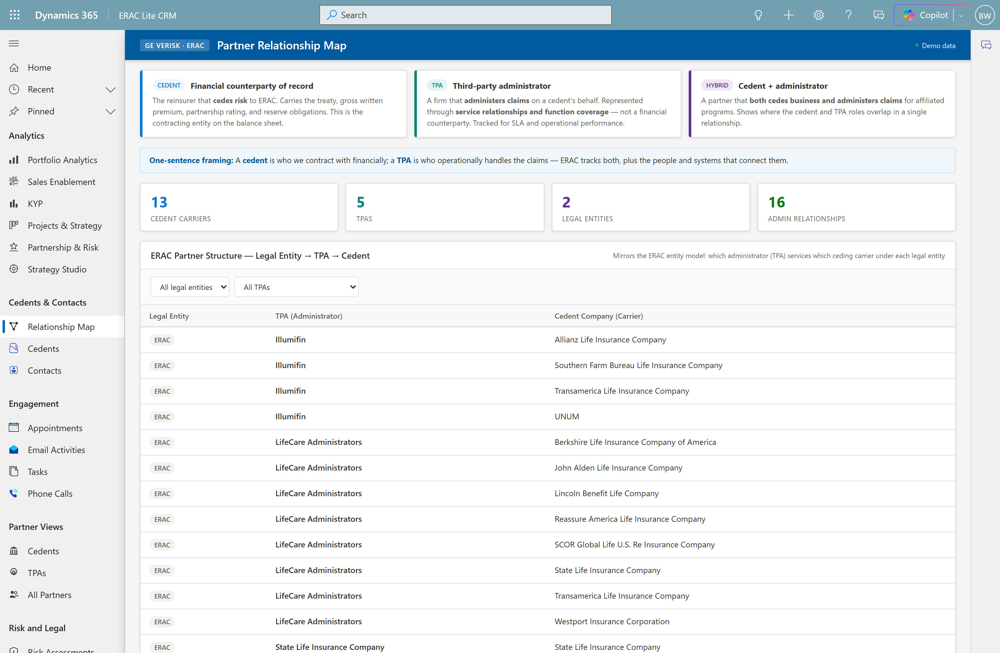 Dynamics 365
ERAC Lite CRM
Search
Copilot
BW
Home
Recent
Pinned
Analytics
Portfolio Analytics
Sales Enablement
KYP
Projects & Strategy
Partnership & Risk
Strategy Studio
Cedents & Contacts
Relationship Map
Cedents
Contacts
Engagement
Appointments
Email Activities
Tasks
Phone Calls
Partner Views
Cedents
TPAs
All Partners
Risk and Legal
Risk Assessments
GE VERISK · ERAC
Partner Relationship Map
Demo data
CEDENT Financial counterparty of record
The reinsurer that cedes risk to ERAC. Carries the treaty, gross written
premium, partnership rating, and reserve obligations. This is the
contracting entity on the balance sheet.
TPA Third-party administrator
A firm that administers claims on a cedent's behalf. Represented
through service relationships and function coverage — not a financial
counterparty. Tracked for SLA and operational performance.
HYBRID Cedent + administrator
A partner that both cedes business and administers claims for affiliated
programs. Shows where the cedent and TPA roles overlap in a single
relationship.
One-sentence framing: A cedent is who we contract with financially; a TPA is who operationally handles the claims — ERAC tracks both, plus the people and systems that connect them.
13
CEDENT CARRIERS
5
TPAS
2
LEGAL ENTITIES
16
ADMIN RELATIONSHIPS
ERAC Partner Structure — Legal Entity → TPA → Cedent
Mirrors the ERAC entity model: which administrator (TPA) services which ceding carrier under each legal entity
All legal entities
All TPAs
Legal Entity TPA (Administrator) Cedent Company (Carrier)
ERAC Illumifin Allianz Life Insurance Company
ERAC Illumifin Southern Farm Bureau Life Insurance Company
ERAC Illumifin Transamerica Life Insurance Company
ERAC Illumifin UNUM
ERAC LifeCare Administrators Berkshire Life Insurance Company of America
ERAC LifeCare Administrators John Alden Life Insurance Company
ERAC LifeCare Administrators Lincoln Benefit Life Company
ERAC LifeCare Administrators Reassure America Life Insurance Company
ERAC LifeCare Administrators SCOR Global Life U.S. Re Insurance Company
ERAC LifeCare Administrators State Life Insurance Company
ERAC LifeCare Administrators Transamerica Life Insurance Company
ERAC LifeCare Administrators Westport Insurance Corporation
ERAC State Life Insurance Company State Life Insurance Company